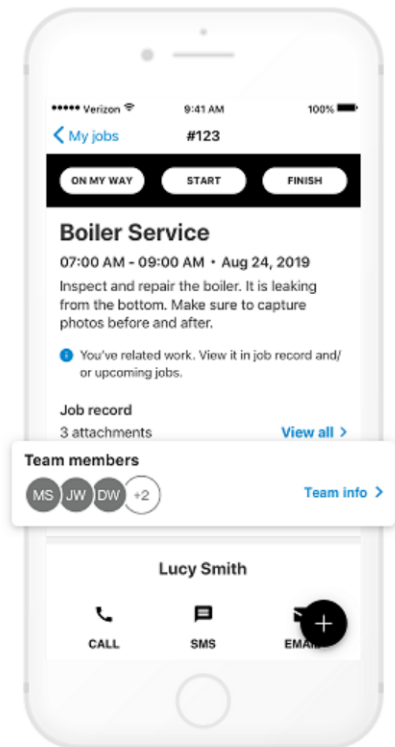 Verizon 9:41 AM 100%
My jobs #123
ON MY WAY START FINISH
Boiler Service
07:00 AM - 09:00 AM • Aug 24, 2019
Inspect and repair the boiler. It is leaking
from the bottom. Make sure to capture
photos before and after.
You've related work. View it in job record and/
or upcoming jobs.
Job record
3 attachments View all >
Team members
MS JW DW +2 Team info >
Lucy Smith
CALL SMS EMAIL